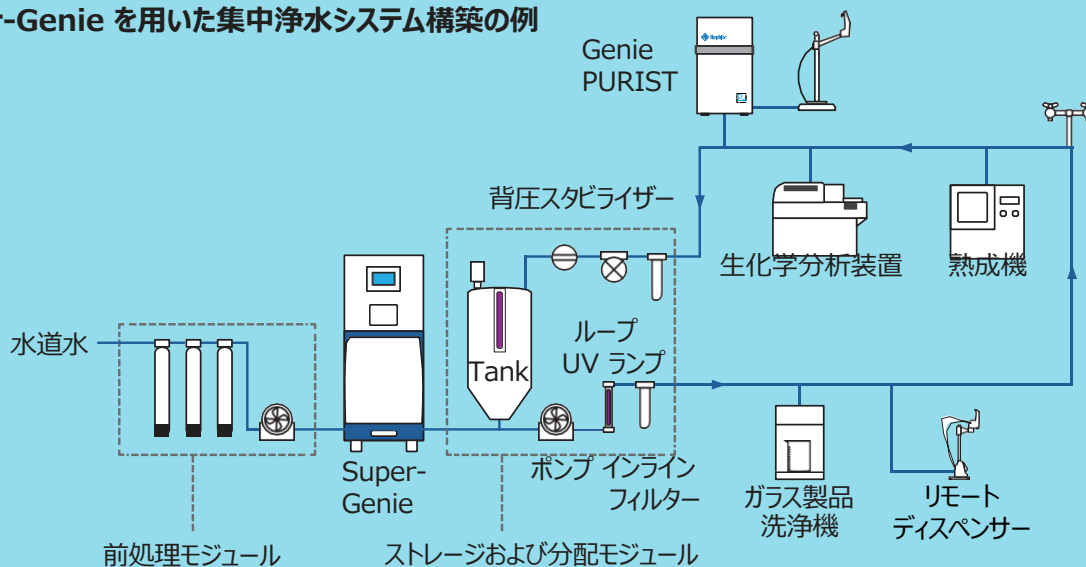 r-Genie を用いた集中浄水システム構築の例
Genie
PURIST
背圧スタビライザー
生化学分析装置
熟成機
水道水
ループ
UV ランプ
Tank
Super-
Genie
ポンプ
インライン
フィルター
ガラス製品
洗浄機
リモート
ディスペンサー
前処理モジュール
ストレージおよび分配モジュール